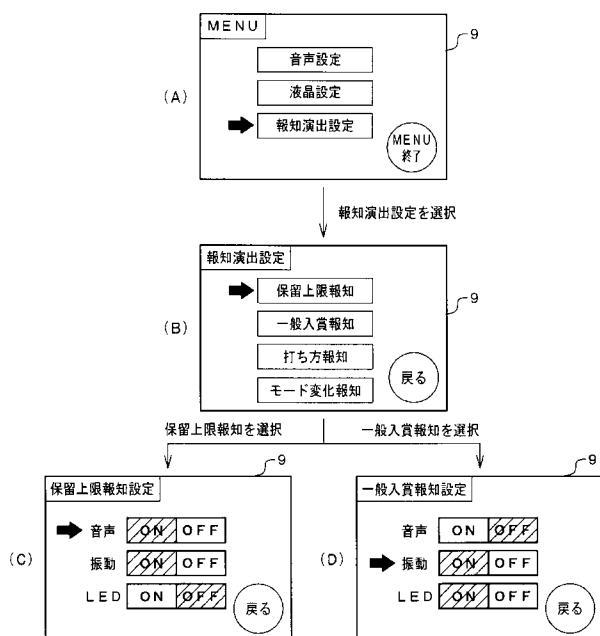 MENU
9
(A)
音声設定
液晶設定
報知演出設定
MENU
終了
報知演出設定を選択
報知演出設定
9
(B)
保留上限報知
一般入賞報知
打ち方報知
モード変化報知
戻る
保留上限報知を選択
一般入賞報知を選択
9
保留上限報知設定
(C)
音声 ON OFF
振動 ON OFF
LED ON OFF
戻る
9
一般入賞報知設定
(D)
音声 ON OFF
振動 ON OFF
LED ON OFF
戻る